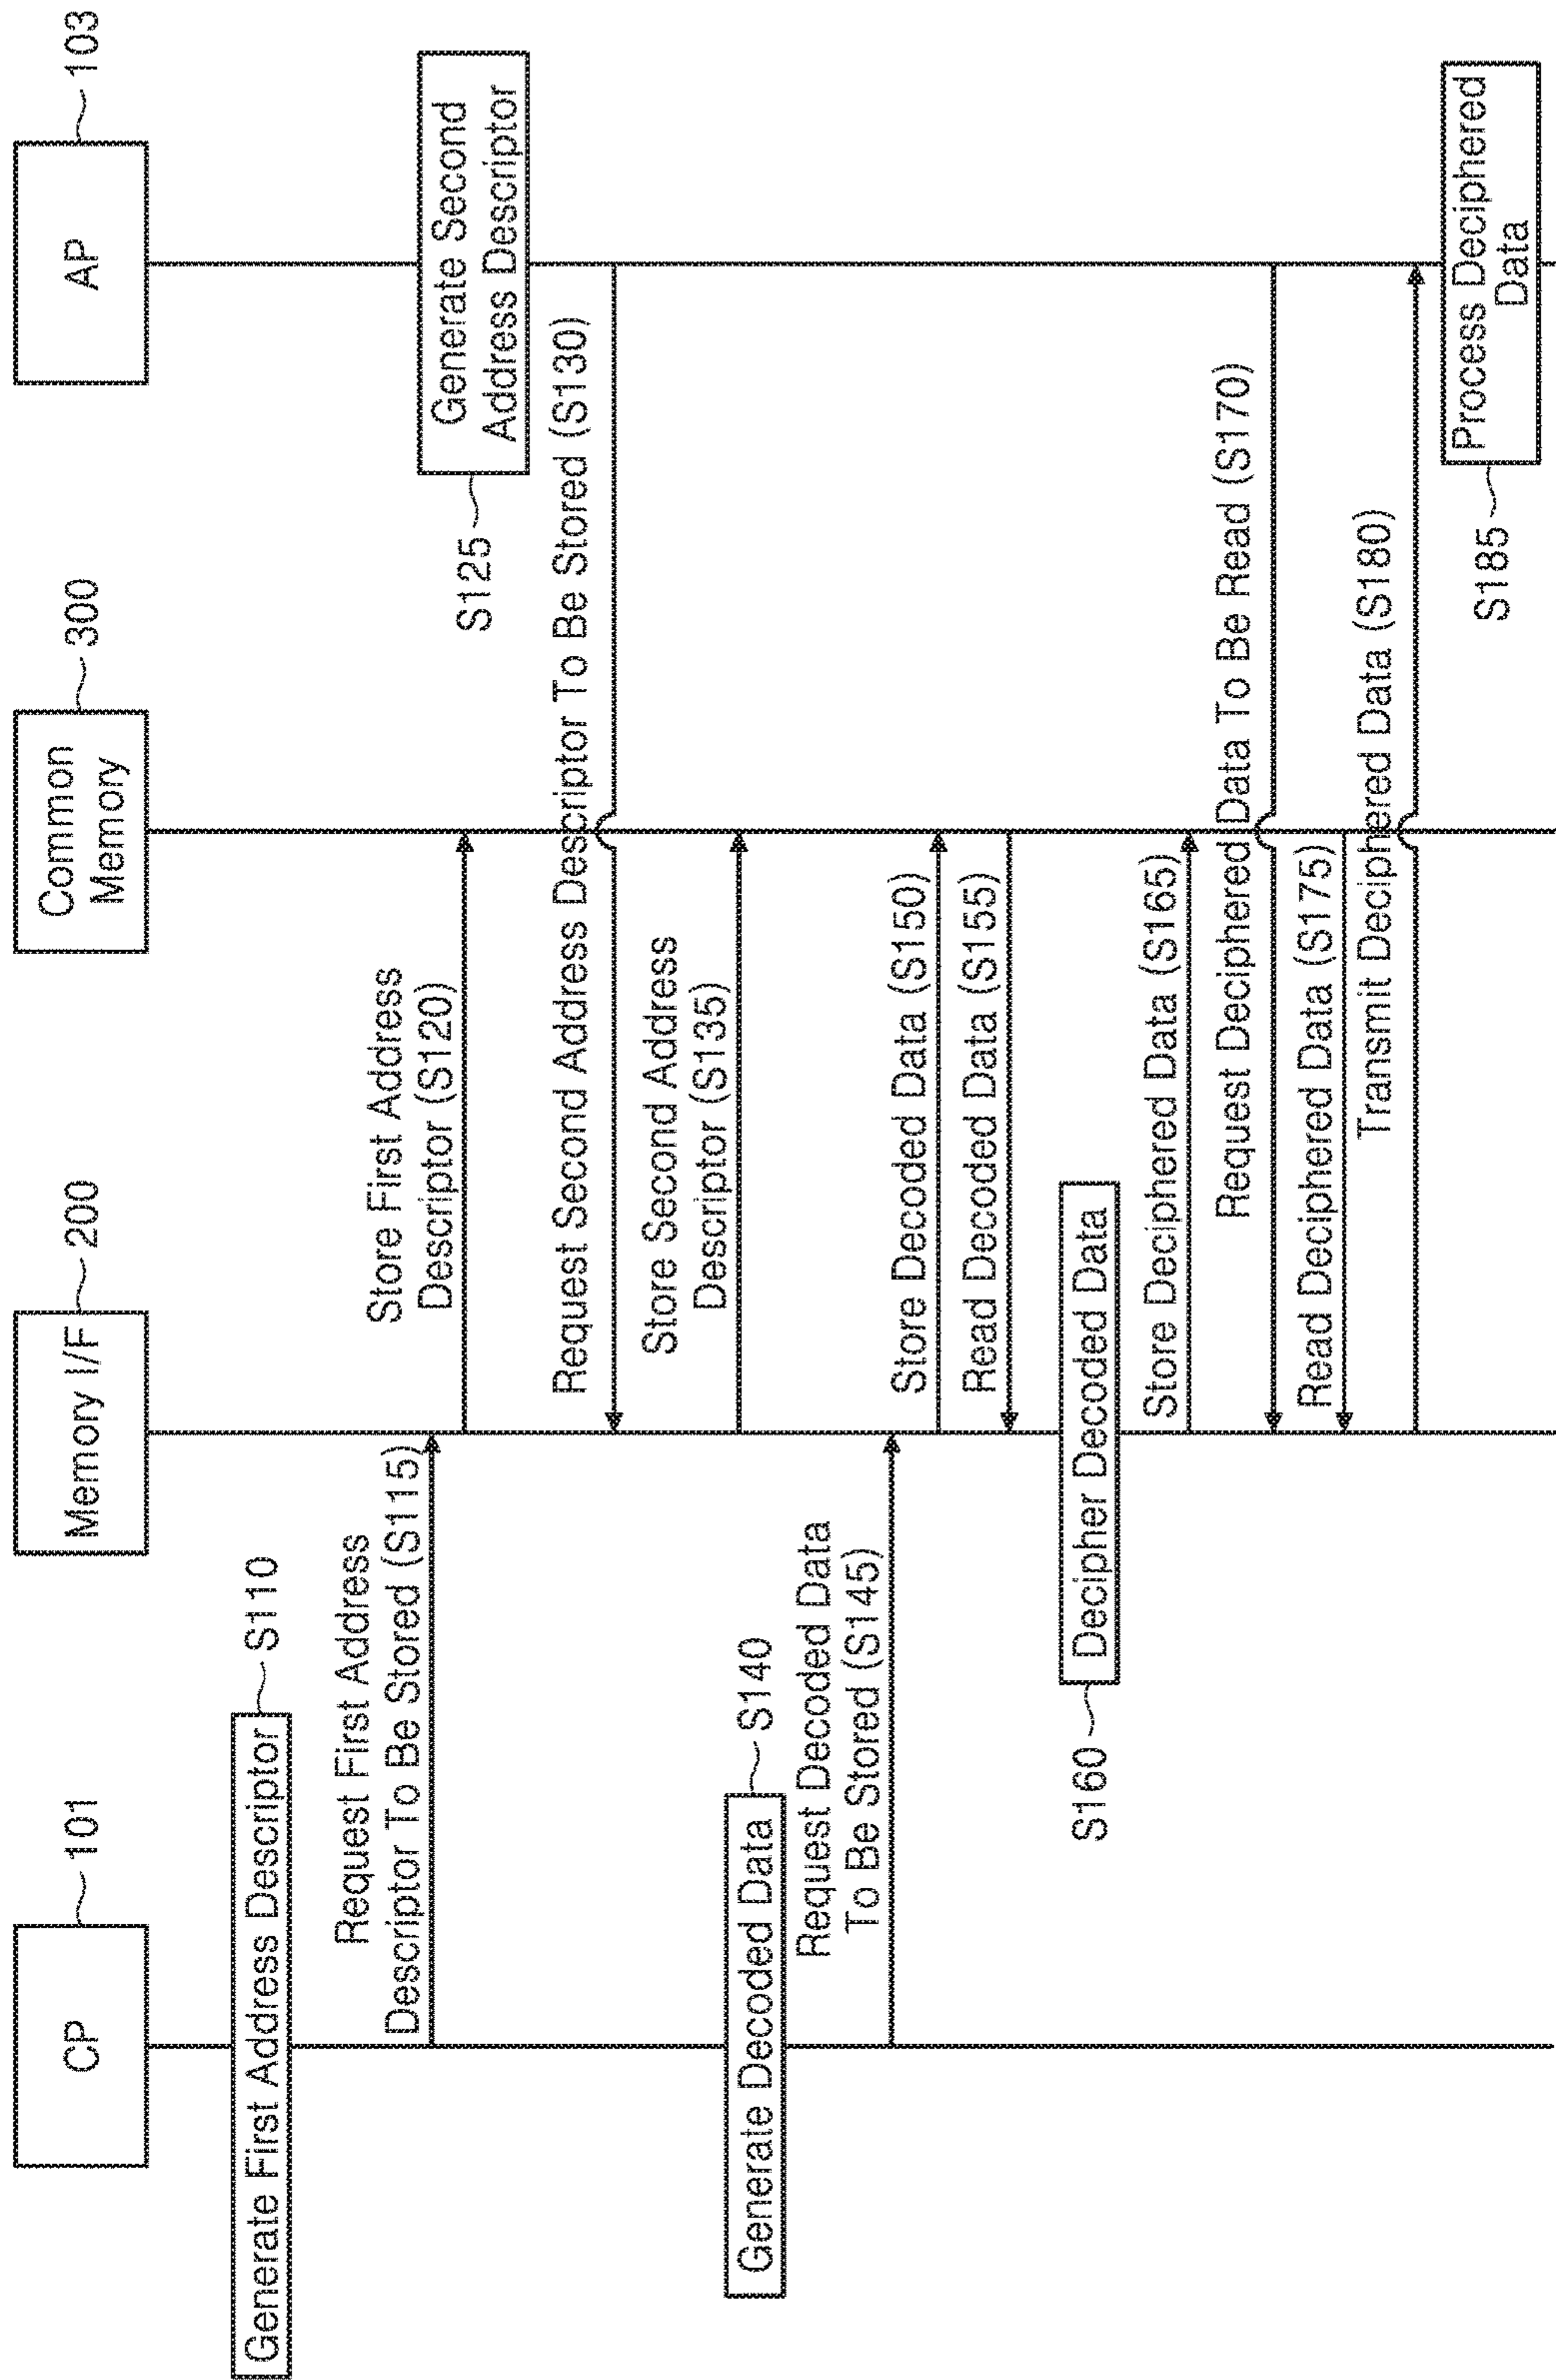 CP
101
Memory I/F
200
Common
Memory
300
AP
103
Generate First Address Descriptor
S110
Request First Address
Descriptor To Be Stored (S115)
Store First Address
Descriptor (S120)
Generate Second
Address Descriptor
S125
Request Second Address Descriptor To Be Stored (S130)
Store Second Address
Descriptor (S135)
Generate Decoded Data
S140
Request Decoded Data
To Be Stored (S145)
Store Decoded Data (S150)
Read Decoded Data (S155)
S160
Decipher Decoded Data
Store Deciphered Data (S165)
Request Deciphered Data To Be Read (S170)
Read Deciphered Data (S175)
Transmit Deciphered Data (S180)
Process Deciphered
Data
S185